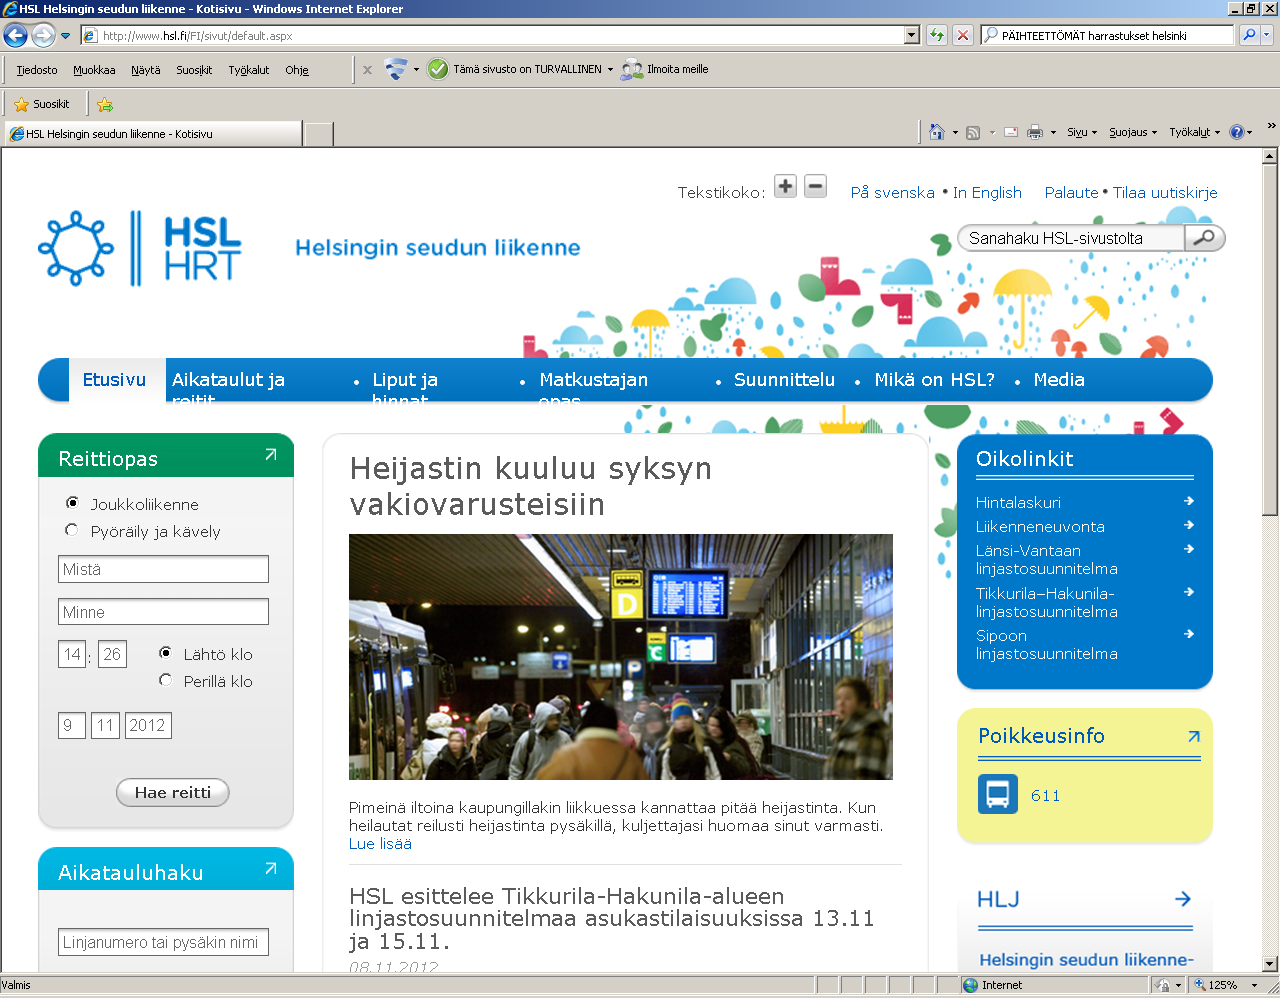 HSL Helsingin seudun liikenne - Kotisivu - Windows Internet Explorer
http://www.hsl.fi/FI/sivut/default.aspx
PÄIHTEETTÖMÄT harrastukset helsinki
Tiedosto Muokkaa Näytä Suosikit Työkalut Ohje
Tämä sivusto on TURVALLINEN
Ilmoita meille
Suosikit
HSL Helsingin seudun liikenne - Kotisivu
Sivu Suojaus Työkalut
Tekstikoko: På svenska • In English Palaute • Tilaa uutiskirje
HSL
HRT
Helsingin seudun liikenne
Sanahaku HSL-sivustolta
Etusivu
Aikataulut ja reitit
• Liput ja hinnat
• Matkustajan opas
• Suunnittelu
• Mikä on HSL?
• Media
Reittiopas
Joukkoliikenne
Pyöräily ja kävely
Mistä
Minne
14 : 26
Lähtö klo
Perillä klo
9 11 2012
Hae reitti
Aikatauluhaku
Linjanumero tai pysäkin nimi
Heijastin kuuluu syksyn
vakiovarusteisiin
D
C
Pimeinä iltoina kaupungillakin liikkuessa kannattaa pitää heijastinta. Kun
heilautat reilusti heijastinta pysäkillä, kuljettajasi huomaa sinut varmasti.
Lue lisää
HSL esittelee Tikkurila-Hakunila-alueen
linjastosuunnitelmaa asukastilaisuuksissa 13.11
ja 15.11.
08.11.2012
Oikolinkit
Hintalaskuri
Liikenneneuvonta
Länsi-Vantaan
linjastosuunnitelma
Tikkurila–Hakunila-
linjastosuunnitelma
Sipoon
linjastosuunnitelma
Poikkeusinfo
611
HLJ
Helsingin seudun liikenne-
Valmis
Internet
125%